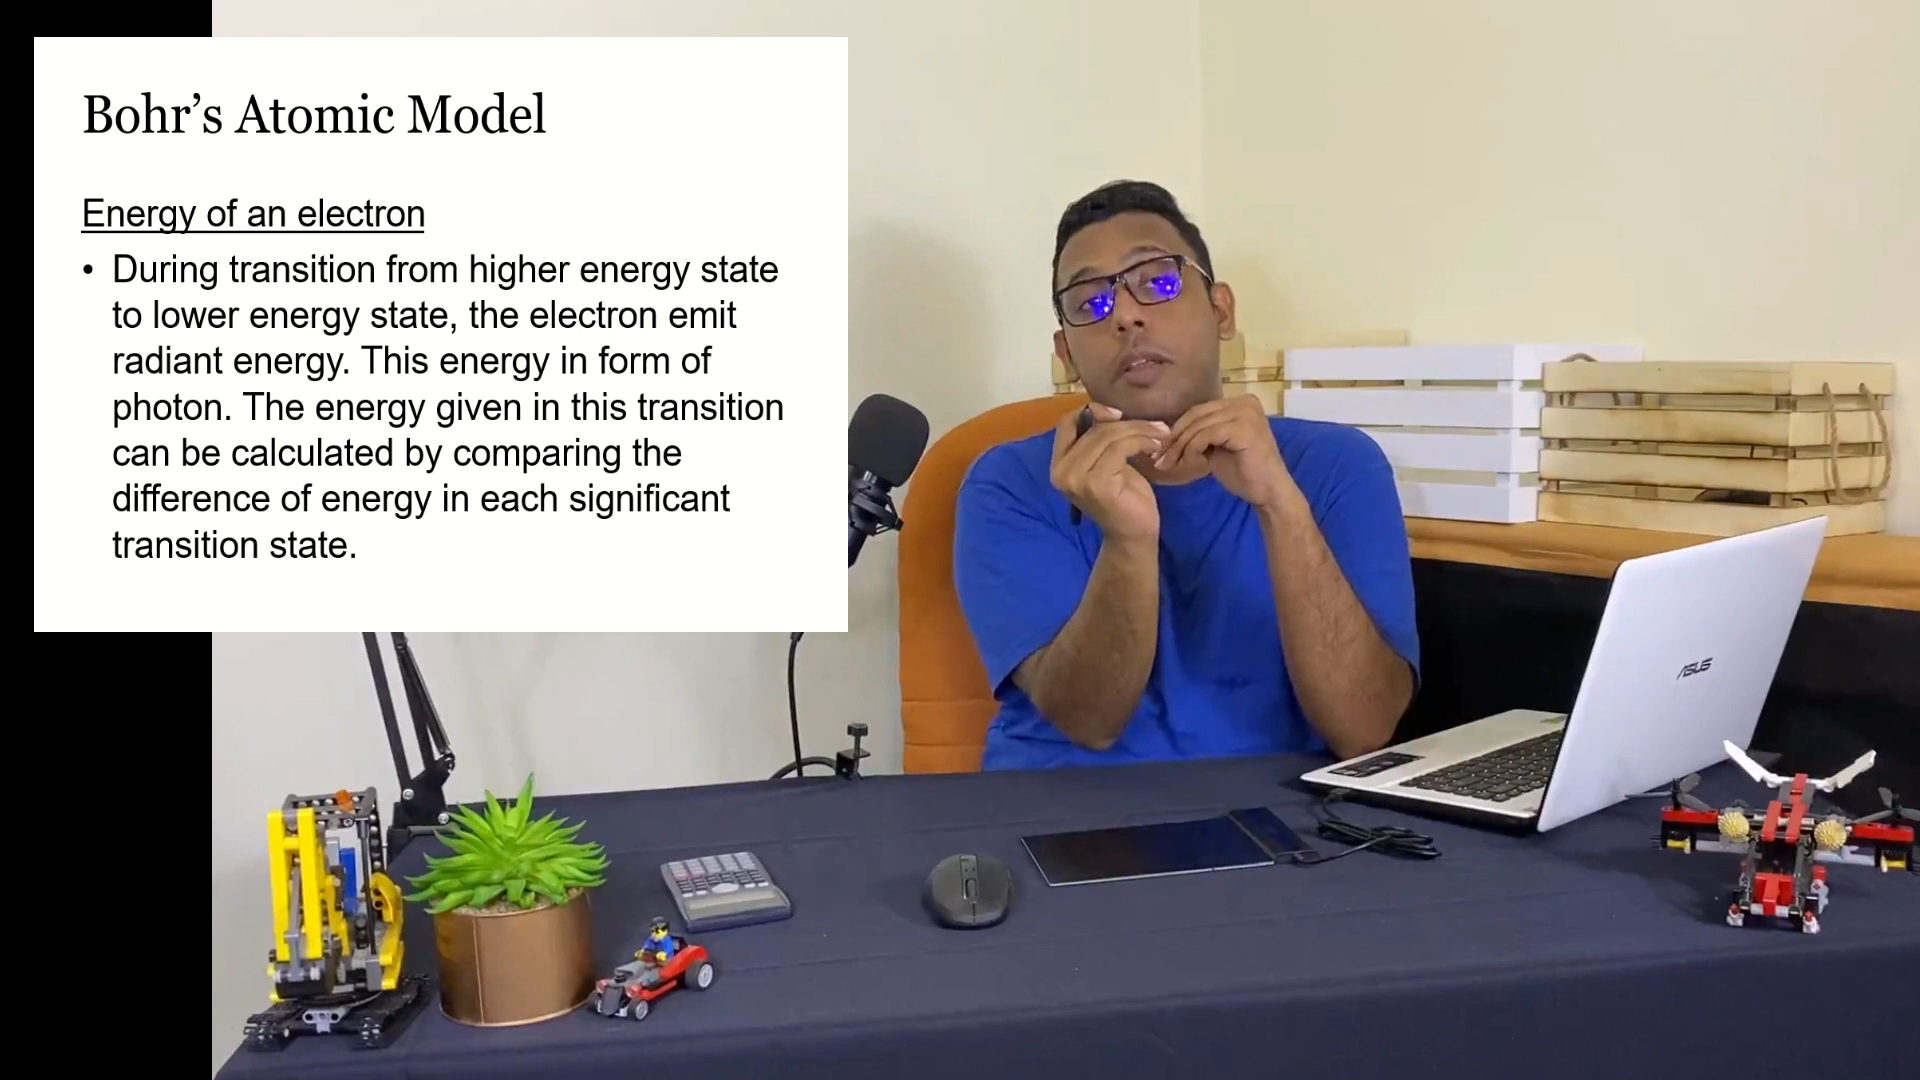 Bohr’s Atomic Model
Energy of an electron
• During transition from higher energy state
to lower energy state, the electron emit
radiant energy. This energy in form of
photon. The energy given in this transition
can be calculated by comparing the
difference of energy in each significant
transition state.
ASUS